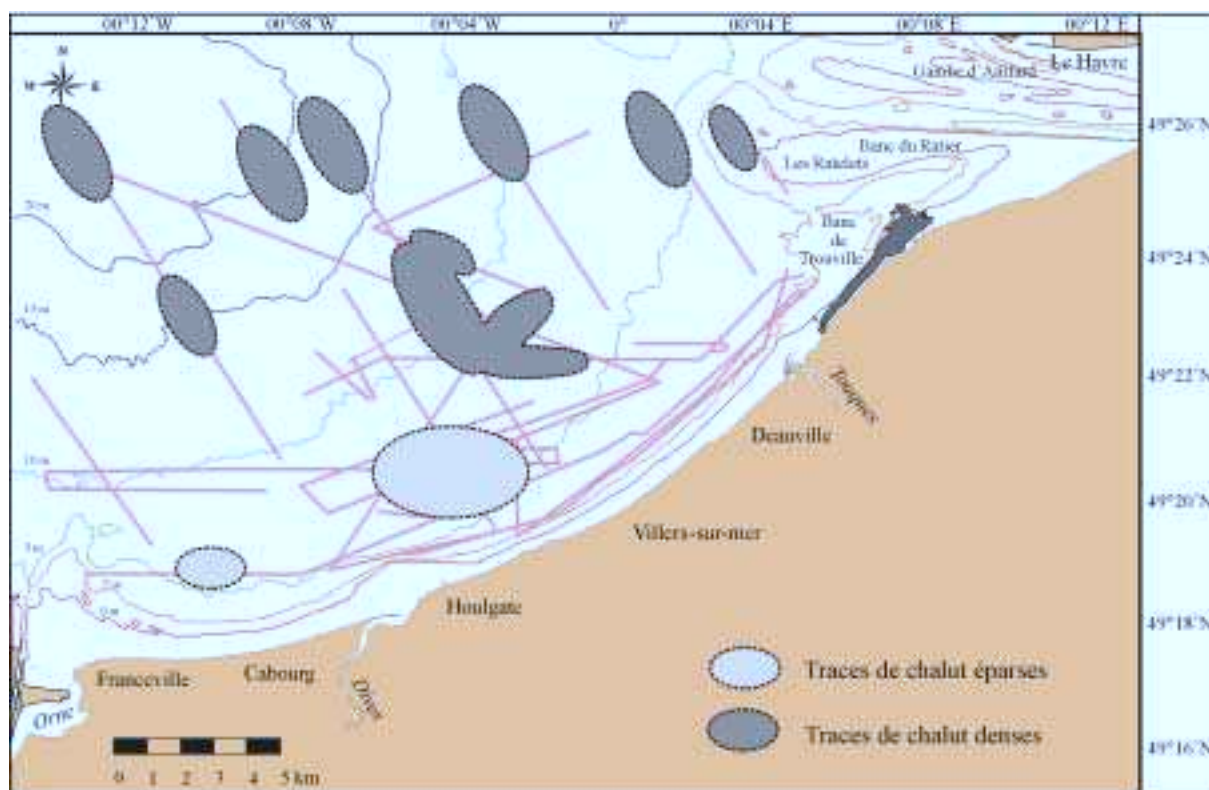 00°12´W 00°08´W 00°04´W 0° 00°04´E 00°08´E 00°12´E
N
W E
Le Havre
49°26´N
Banc du Ratier
Les Ratelets
Banc
de
Trouville
49°24´N
49°22´N
Touques
Deauville
49°20´N
Villers-sur-mer
Houlgate
49°18´N
Franceville
Cabourg
Dives
Orne
Traces de chalut éparses
Traces de chalut denses
49°16´N
0 1 2 3 4 5 km